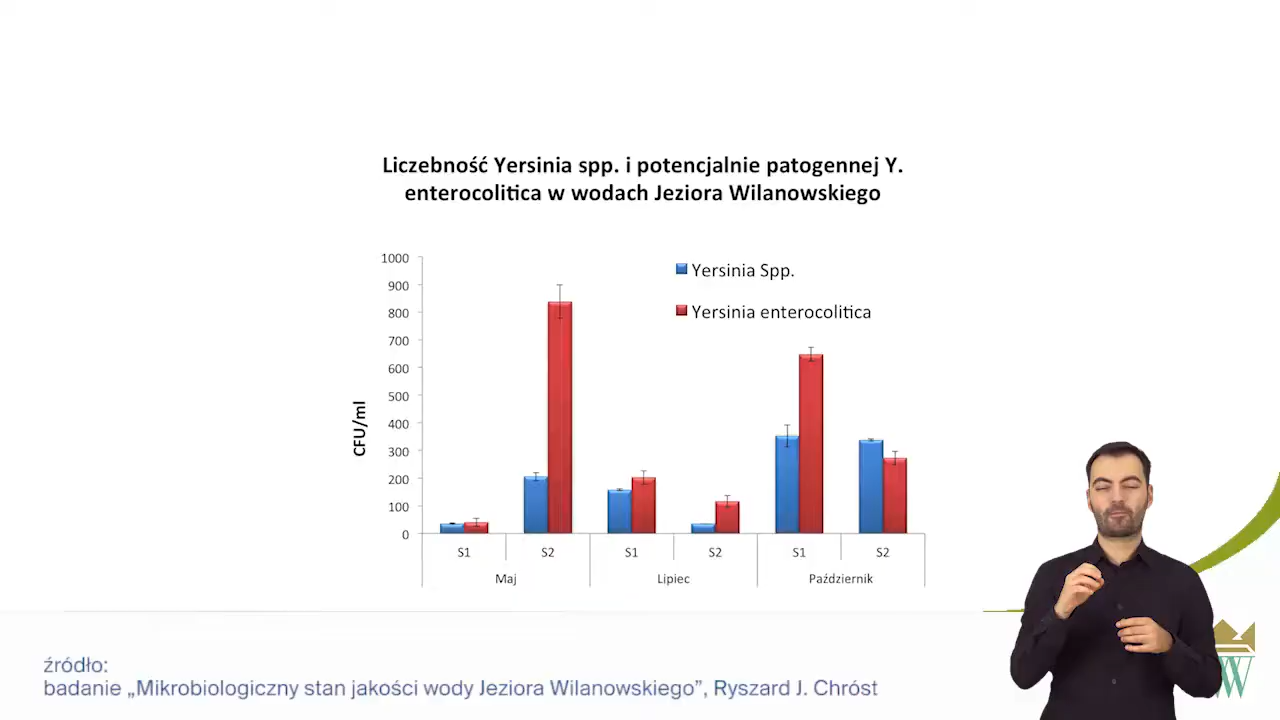 Liczebność Yersinia spp. i potencjalnie patogennej Y.
enterocolitica w wodach Jeziora Wilanowskiego
1000
900
800
700
600
500
400
300
200
100
0
CFU/ml
Yersinia Spp.
Yersinia enterocolitica
S1 S2 S1 S2 S1 S2
Maj Lipiec Październik
źródło:
badanie „Mikrobiologiczny stan jakości wody Jeziora Wilanowskiego”, Ryszard J. Chróst
W